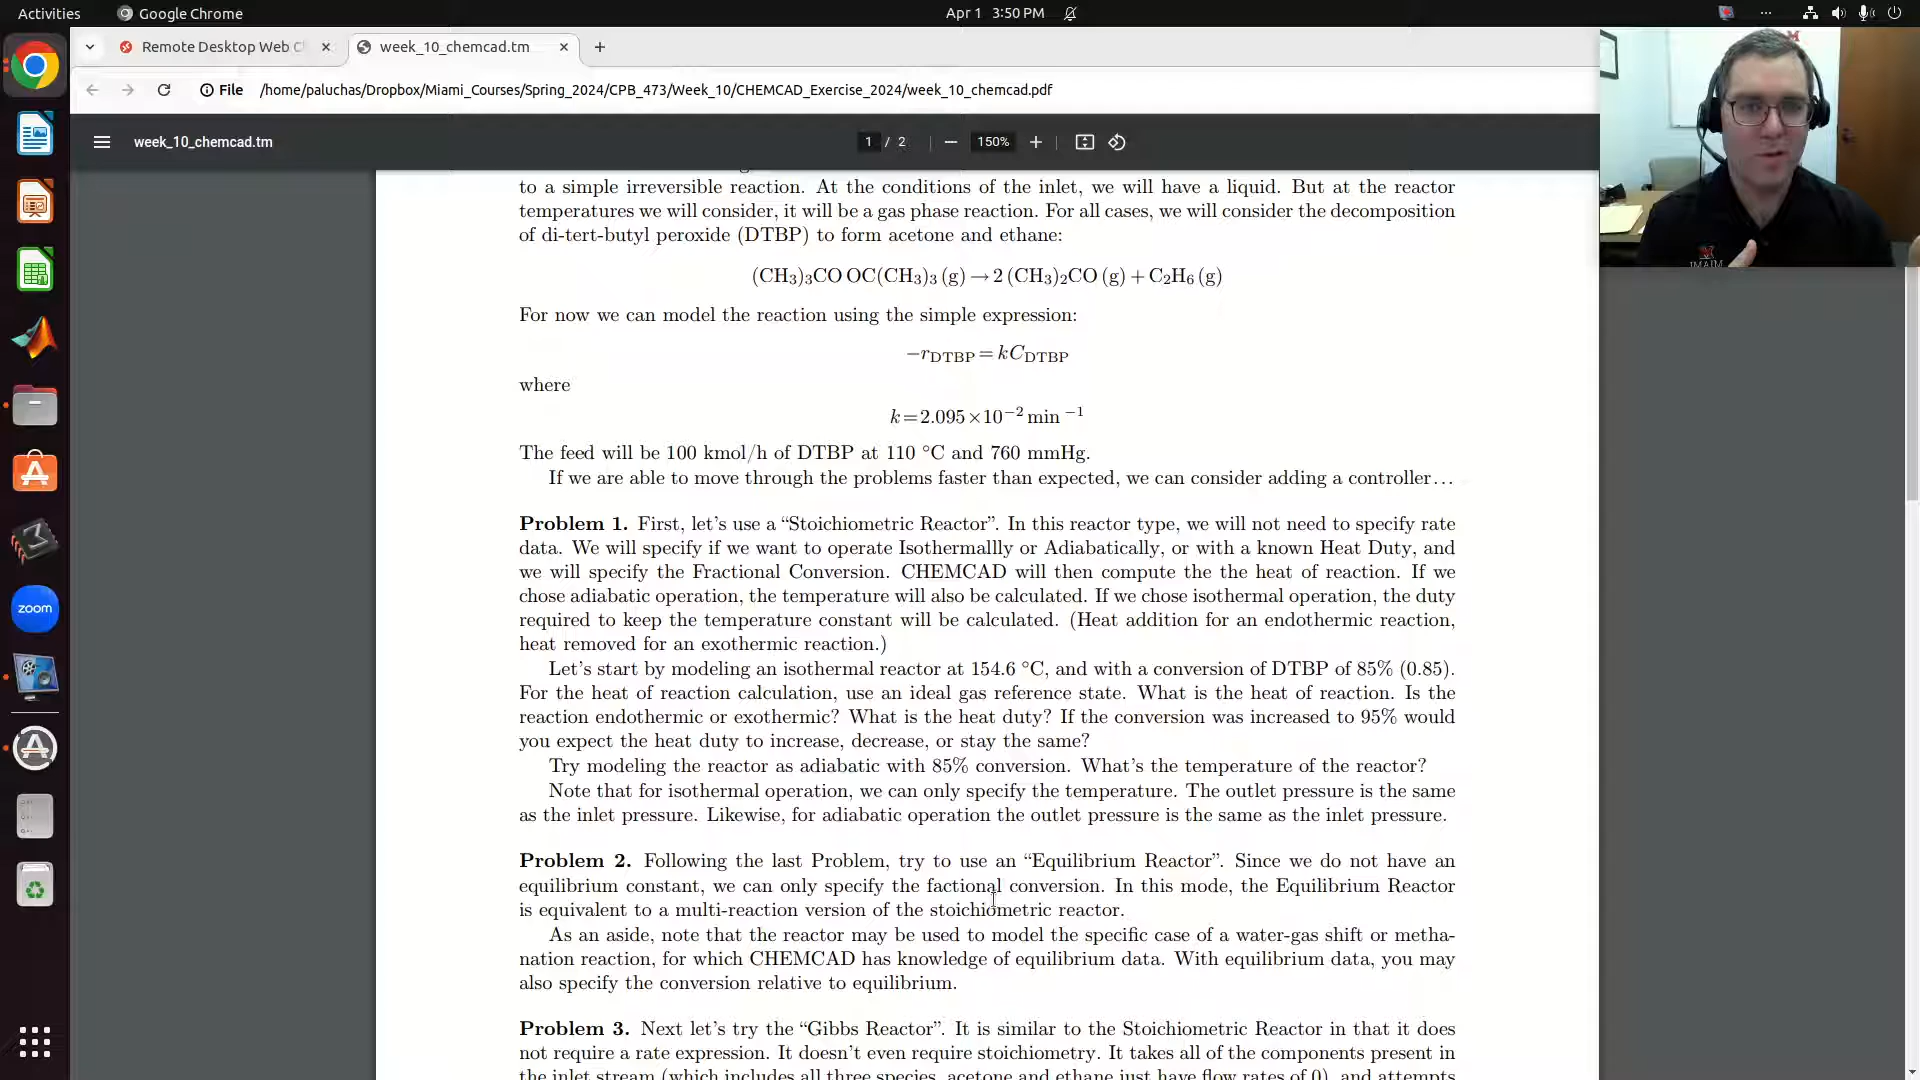 Activities
Google Chrome
Apr 1 3:50 PM
Remote Desktop Web C
week_10_chemcad.tm
File
/home/paluchas/Dropbox/Miami_Courses/Spring_2024/CPB_473/Week_10/CHEMCAD_Exercise_2024/week_10_chemcad.pdf
week_10_chemcad.tm
1 / 2
150%
to a simple irreversible reaction. At the conditions of the inlet, we will have a liquid. But at the reactor
temperatures we will consider, it will be a gas phase reaction. For all cases, we will consider the decomposition
of di-tert-butyl peroxide (DTBP) to form acetone and ethane:
(CH₃)₃CO OC(CH₃)₃ (g) → 2 (CH₃)₂CO (g) + C₂H₆ (g)
For now we can model the reaction using the simple expression:
−r_DTBP = kC_DTBP
where
k = 2.095 × 10⁻² min ⁻¹
The feed will be 100 kmol/h of DTBP at 110 °C and 760 mmHg.
If we are able to move through the problems faster than expected, we can consider adding a controller...
Problem 1. First, let's use a “Stoichiometric Reactor”. In this reactor type, we will not need to specify rate
data. We will specify if we want to operate Isothermallly or Adiabatically, or with a known Heat Duty, and
we will specify the Fractional Conversion. CHEMCAD will then compute the the heat of reaction. If we
chose adiabatic operation, the temperature will also be calculated. If we chose isothermal operation, the duty
required to keep the temperature constant will be calculated. (Heat addition for an endothermic reaction,
heat removed for an exothermic reaction.)
Let's start by modeling an isothermal reactor at 154.6 °C, and with a conversion of DTBP of 85% (0.85).
For the heat of reaction calculation, use an ideal gas reference state. What is the heat of reaction. Is the
reaction endothermic or exothermic? What is the heat duty? If the conversion was increased to 95% would
you expect the heat duty to increase, decrease, or stay the same?
Try modeling the reactor as adiabatic with 85% conversion. What's the temperature of the reactor?
Note that for isothermal operation, we can only specify the temperature. The outlet pressure is the same
as the inlet pressure. Likewise, for adiabatic operation the outlet pressure is the same as the inlet pressure.
Problem 2. Following the last Problem, try to use an “Equilibrium Reactor”. Since we do not have an
equilibrium constant, we can only specify the factional conversion. In this mode, the Equilibrium Reactor
is equivalent to a multi-reaction version of the stoichiometric reactor.
As an aside, note that the reactor may be used to model the specific case of a water-gas shift or metha-
nation reaction, for which CHEMCAD has knowledge of equilibrium data. With equilibrium data, you may
also specify the conversion relative to equilibrium.
Problem 3. Next let's try the “Gibbs Reactor”. It is similar to the Stoichiometric Reactor in that it does
not require a rate expression. It doesn't even require stoichiometry. It takes all of the components present in
the inlet stream (which includes all three species, acetone and ethane just have flow rates of 0), and attempts
zoom